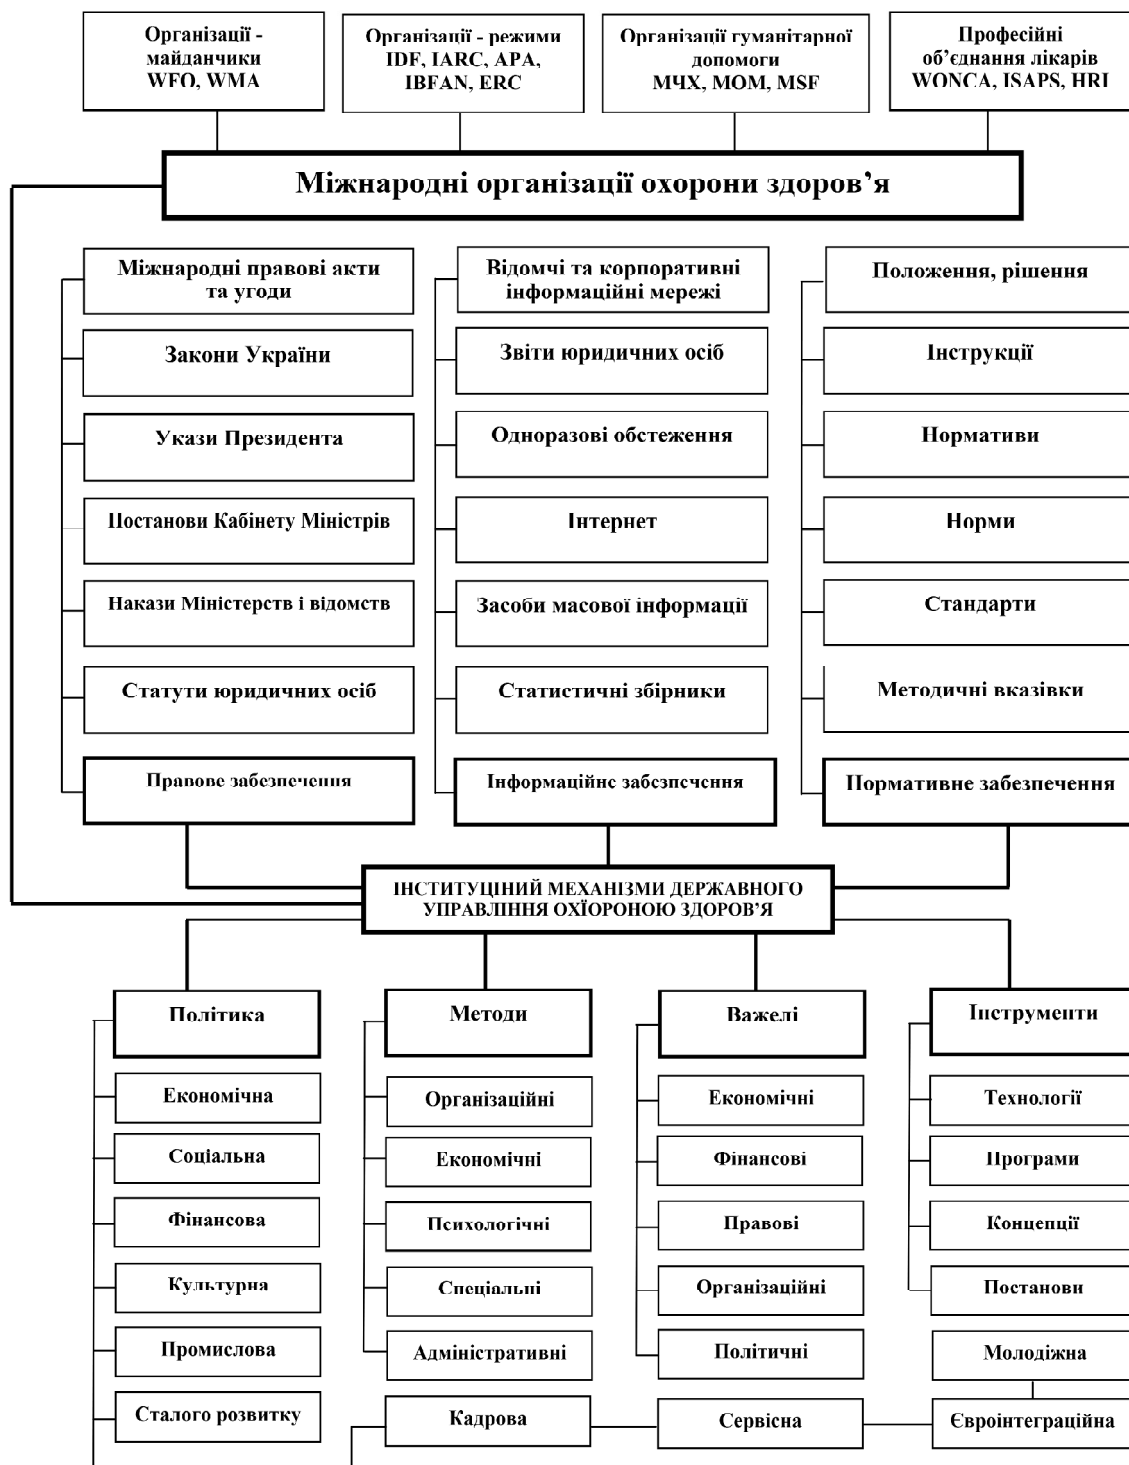 Організації -
майданчики
WFO, WMA
Організації - режими
IDF, IARC, APA,
IBFAN, ERC
Організації гуманітарної
допомоги
МЧХ, МОМ, MSF
Професійні
об’єднання лікарів
WONCA, ISAPS, HRI
Міжнародні організації охорони здоров’я
Міжнародні правові акти
та угоди
Відомчі та корпоративні
інформаційні мережі
Положення, рішення
Закони України
Звіти юридичних осіб
Інструкції
Укази Президента
Одноразові обстеження
Нормативи
Постанови Кабінету Міністрів
Інтернет
Норми
Накази Міністерств і відомств
Засоби масової інформації
Стандарти
Статути юридичних осіб
Статистичні збірники
Методичні вказівки
Правове забезпечення
Інформаційне забезпечення
Нормативне забезпечення
ІНСТИТУЦІНИЙ МЕХАНІЗМИ ДЕРЖАВНОГО
УПРАВЛІННЯ ОХЇОРОНОЮ ЗДОРОВ’Я
Політика
Методи
Важелі
Інструменти
Економічна
Організаційні
Економічні
Технології
Соціальна
Економічні
Фінансові
Програми
Фінансова
Психологічні
Правові
Концепції
Культурна
Спеціальні
Організаційні
Постанови
Промислова
Адміністративні
Політичні
Молодіжна
Сталого розвитку
Кадрова
Сервісна
Євроінтеграційна